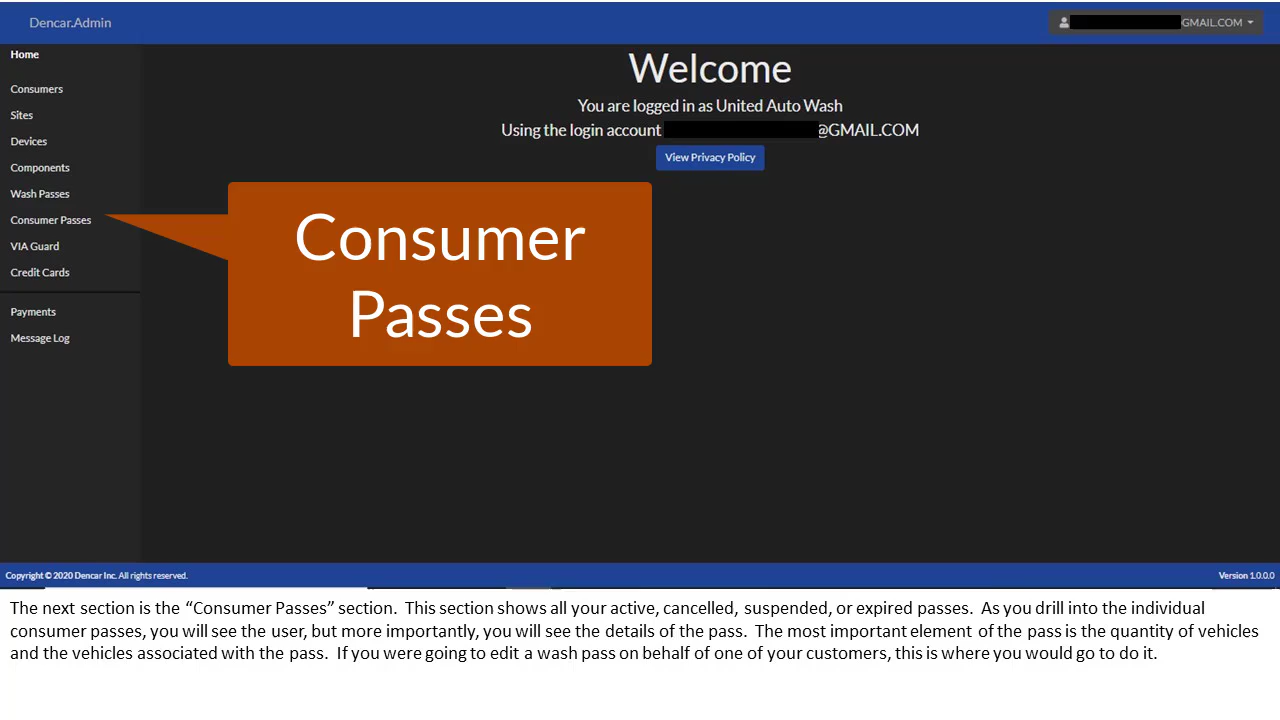 Dencar.Admin
GMAIL.COM
Home
Consumers
Sites
Devices
Components
Wash Passes
Consumer Passes
VIA Guard
Credit Cards
Payments
Message Log
Welcome
You are logged in as United Auto Wash
Using the login account @GMAIL.COM
View Privacy Policy
Consumer
Passes
Copyright © 2020 Dencar Inc. All rights reserved.
Version 1.0.0.0
The next section is the “Consumer Passes” section. This section shows all your active, cancelled, suspended, or expired passes. As you drill into the individual
consumer passes, you will see the user, but more importantly, you will see the details of the pass. The most important element of the pass is the quantity of vehicles
and the vehicles associated with the pass. If you were going to edit a wash pass on behalf of one of your customers, this is where you would go to do it.